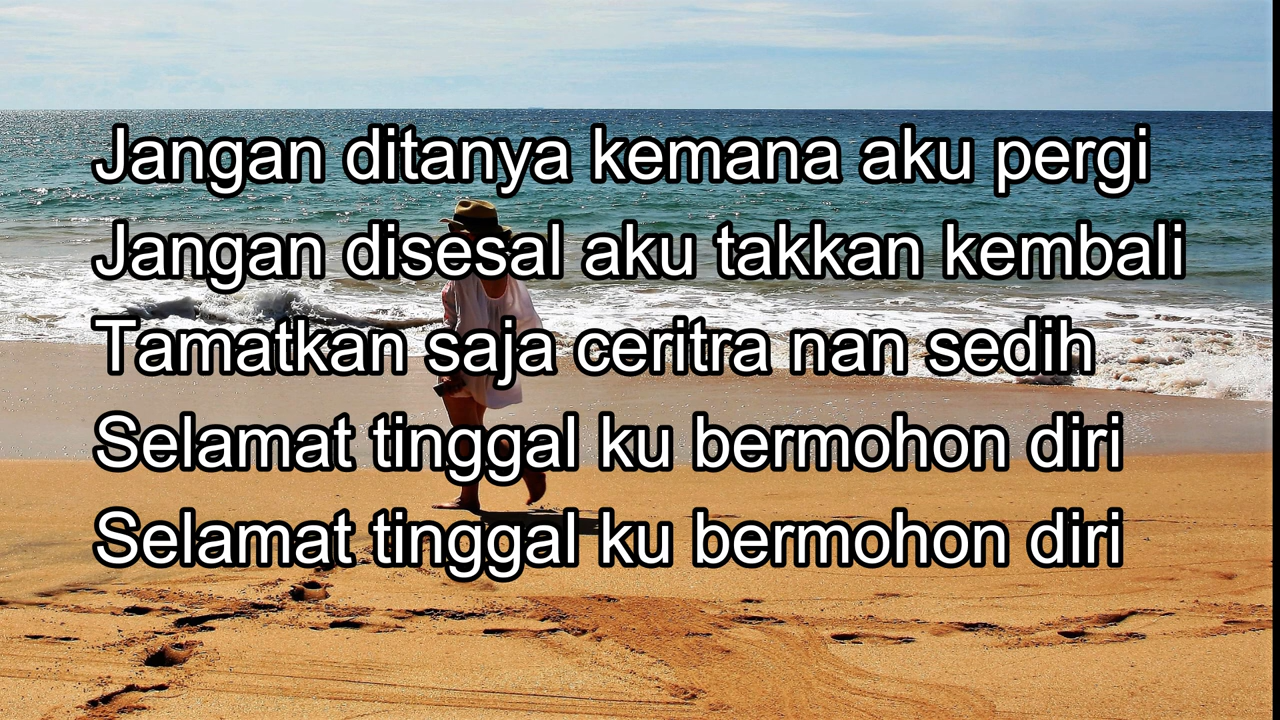 Jangan ditanya kemana aku pergi
Jangan disesal aku takkan kembali
Tamatkan saja ceritra nan sedih
Selamat tinggal ku bermohon diri
Selamat tinggal ku bermohon diri